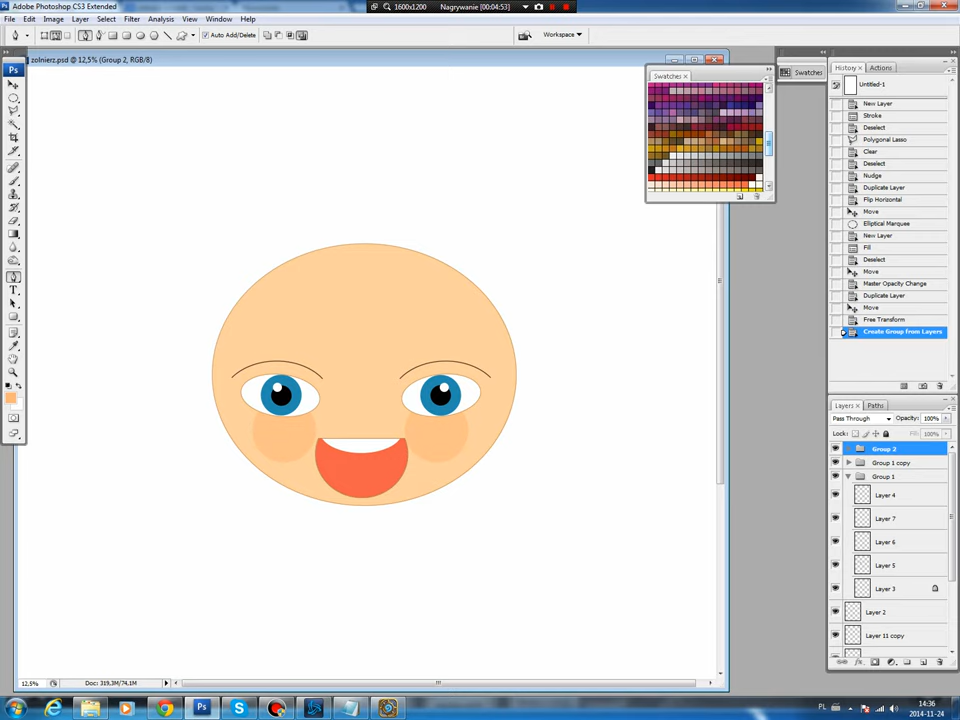 Adobe Photoshop CS3 Extended
1600x1200 Nagrywanie [00:04:53]
File Edit Image Layer Select Filter Analysis View Window Help
Auto Add/Delete
Workspace
zolnierz.psd @ 12,5% (Group 2, RGB/8)
Ps
T
Swatches x
Swatches
History x Actions
Untitled-1
New Layer
Stroke
Deselect
Polygonal Lasso
Clear
Deselect
Nudge
Duplicate Layer
Flip Horizontal
Move
Elliptical Marquee
New Layer
Fill
Deselect
Move
Master Opacity Change
Duplicate Layer
Move
Free Transform
Create Group from Layers
Layers x Paths
Pass Through Opacity: 100%
Lock: Fill: 100%
Group 2
Group 1 copy
Group 1
Layer 4
Layer 7
Layer 6
Layer 5
Layer 3
Layer 2
Layer 11 copy
12,5% Doc: 319,3M/74,1M
Ps
PL
14:36
2014-11-24